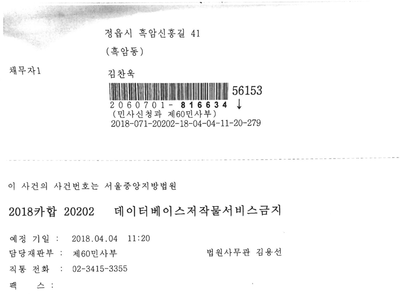 정읍시 흑암신흥길 41
(흑암동)
채무자1 김찬욱
56153
2060701-816634 ↓
(민사신청과 제60민사부)
2018-071-20202-18-04-04-11-20-279
이 사건의 사건번호는 서울중앙지방법원
2018카합 20202 데이터베이스저작물서비스금지
예정 기일 : 2018.04.04 11:20
담당재판부 : 제60민사부 법원사무관 김용선
직통 전화 : 02-3415-3355
팩 스 :